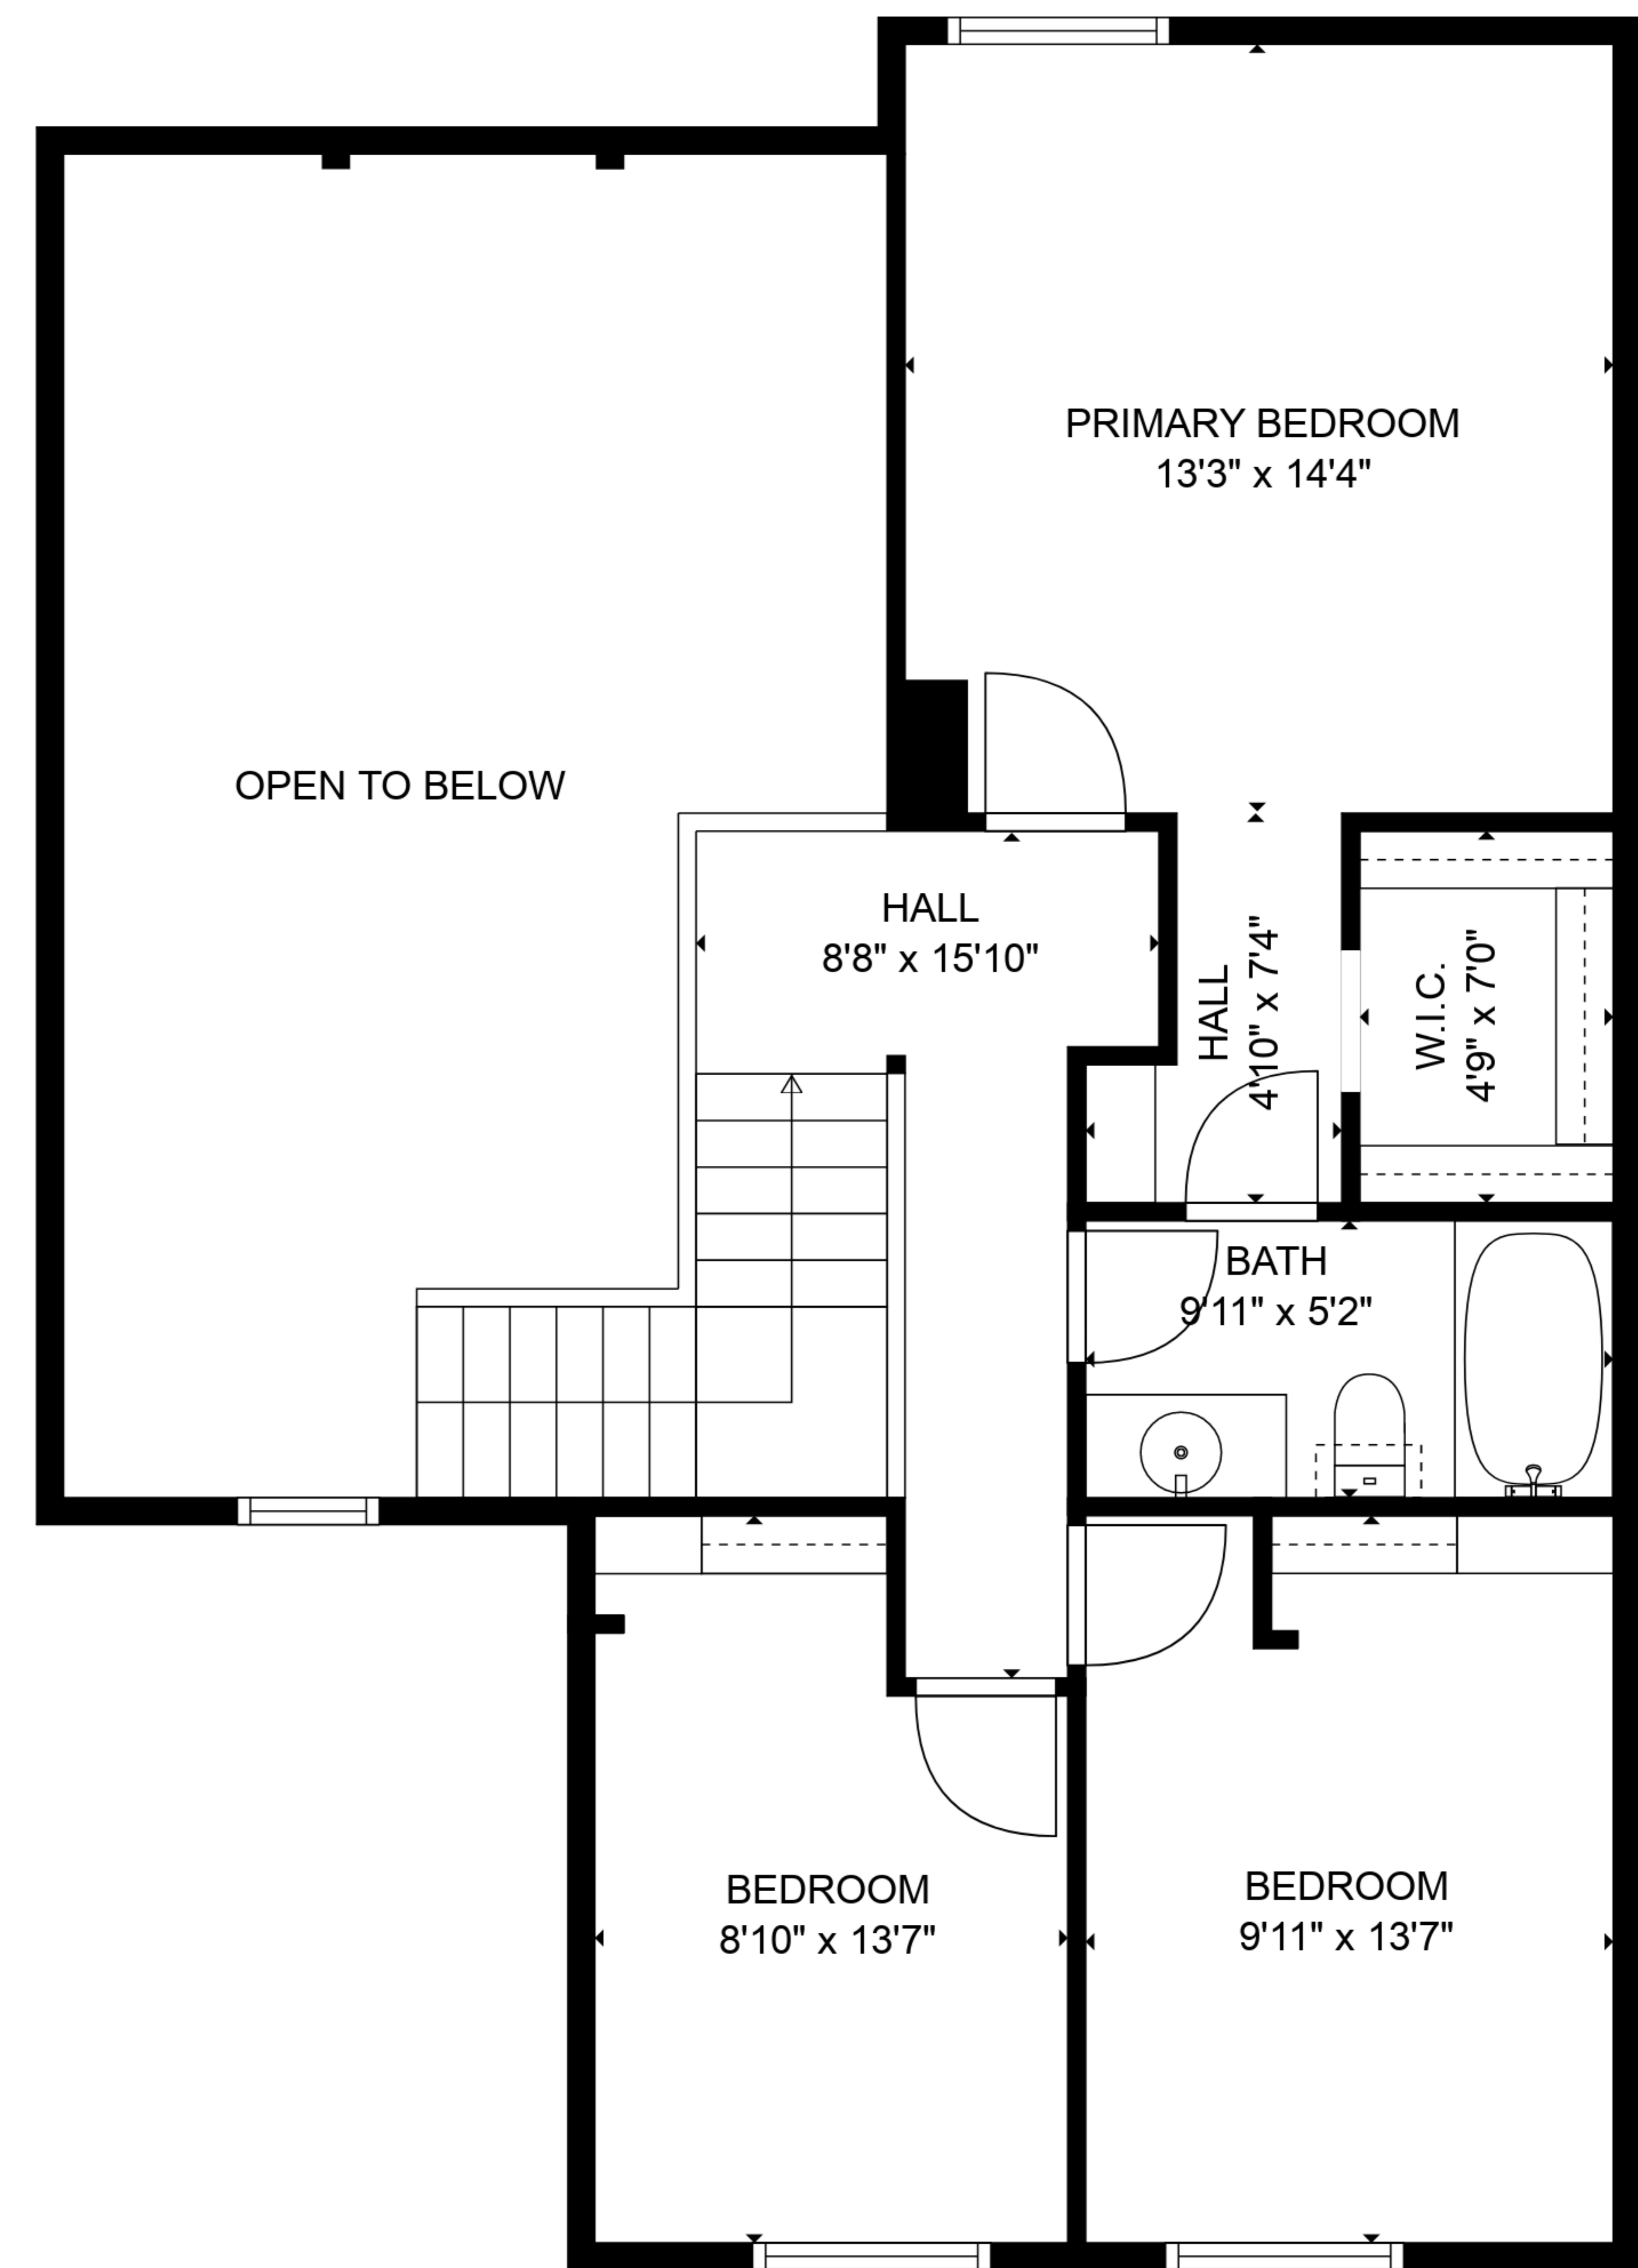 PRIMARY BEDROOM
13'3" x 14'4"
OPEN TO BELOW
HALL
8'8" x 15'10"
HALL
4'10" x 7'4"
W.I.C.
4'9" x 7'0"
BATH
9'11" x 5'2"
BEDROOM
8'10" x 13'7"
BEDROOM
9'11" x 13'7"